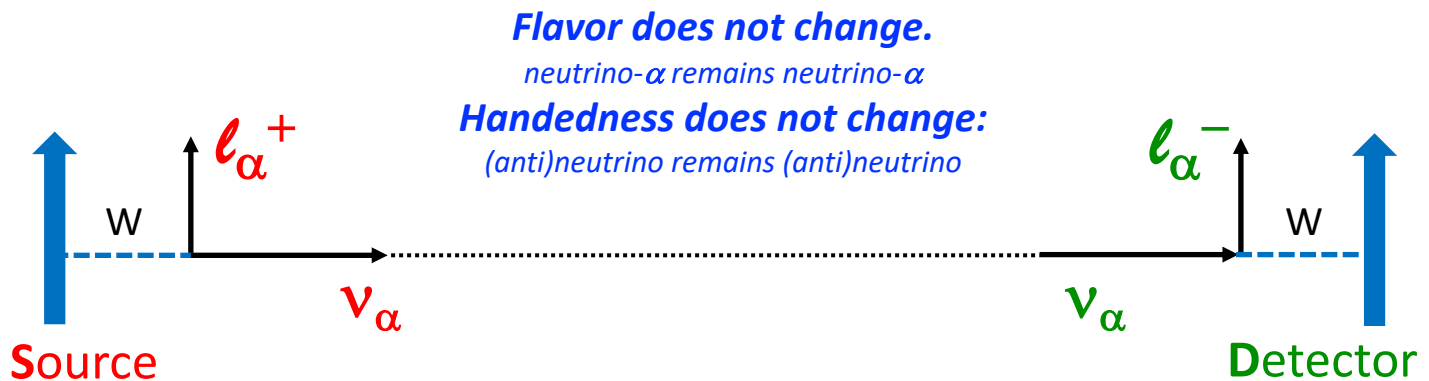 Flavor does not change.
neutrino-α remains neutrino-α
Handedness does not change:
(anti)neutrino remains (anti)neutrino
ℓα+
ℓα−
W
W
να
να
Source
Detector